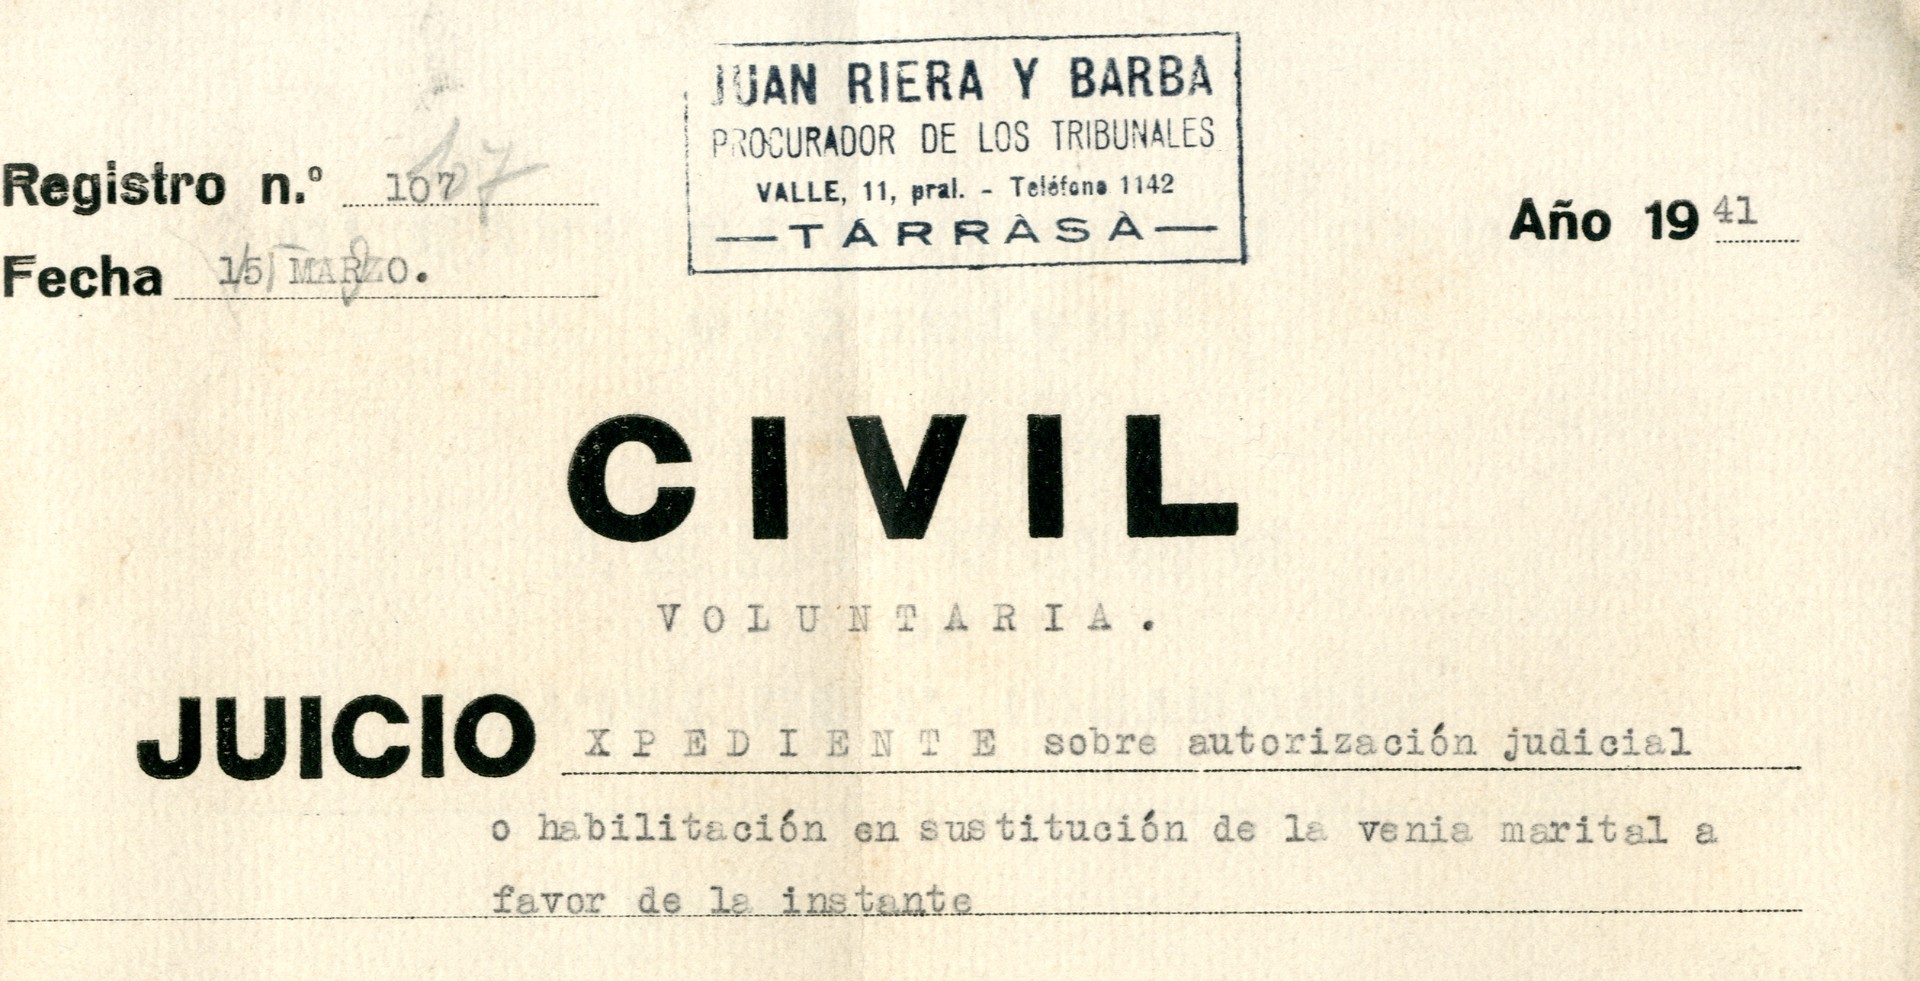 JUAN RIERA Y BARBA
PROCURADOR DE LOS TRIBUNALES
VALLE, 11, pral. - Teléfono 1142
—TARRASA—
Registro n.º 107
Año 1941
Fecha 15 MARZO.
CIVIL
VOLUNTARIA.
JUICIO XPEDIENTE sobre autorización judicial
o habilitación en sustitución de la venia marital a
favor de la instante